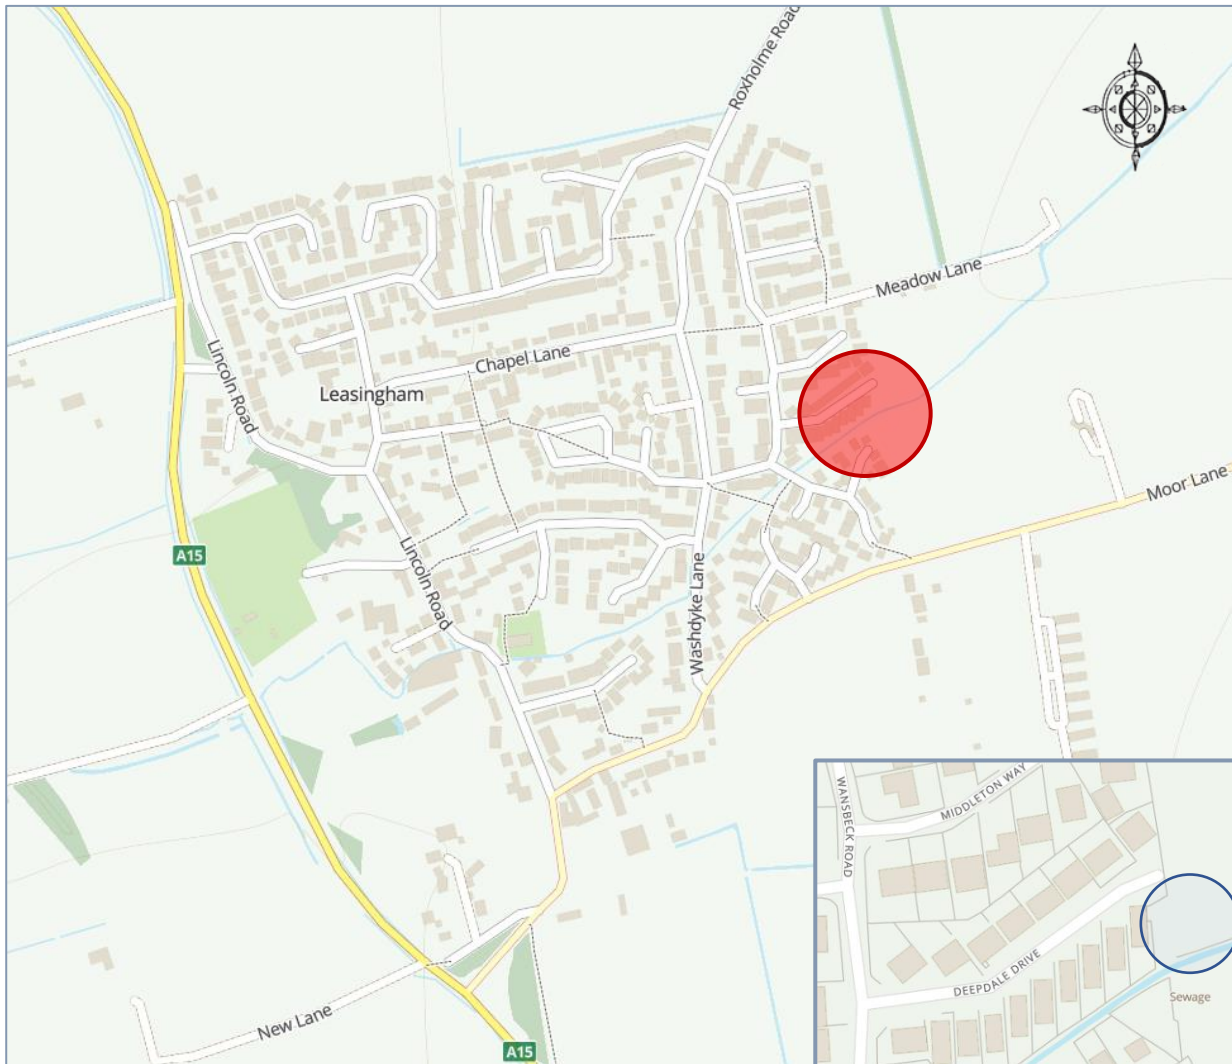 Roxholme Road
Meadow Lane
Chapel Lane
Lincoln Road
Leasingham
Moor Lane
A15
Lincoln Road
Washdyke Lane
New Lane
A15
WANSBECK ROAD
MIDDLETON WAY
DEEPDALE DRIVE
Sewage